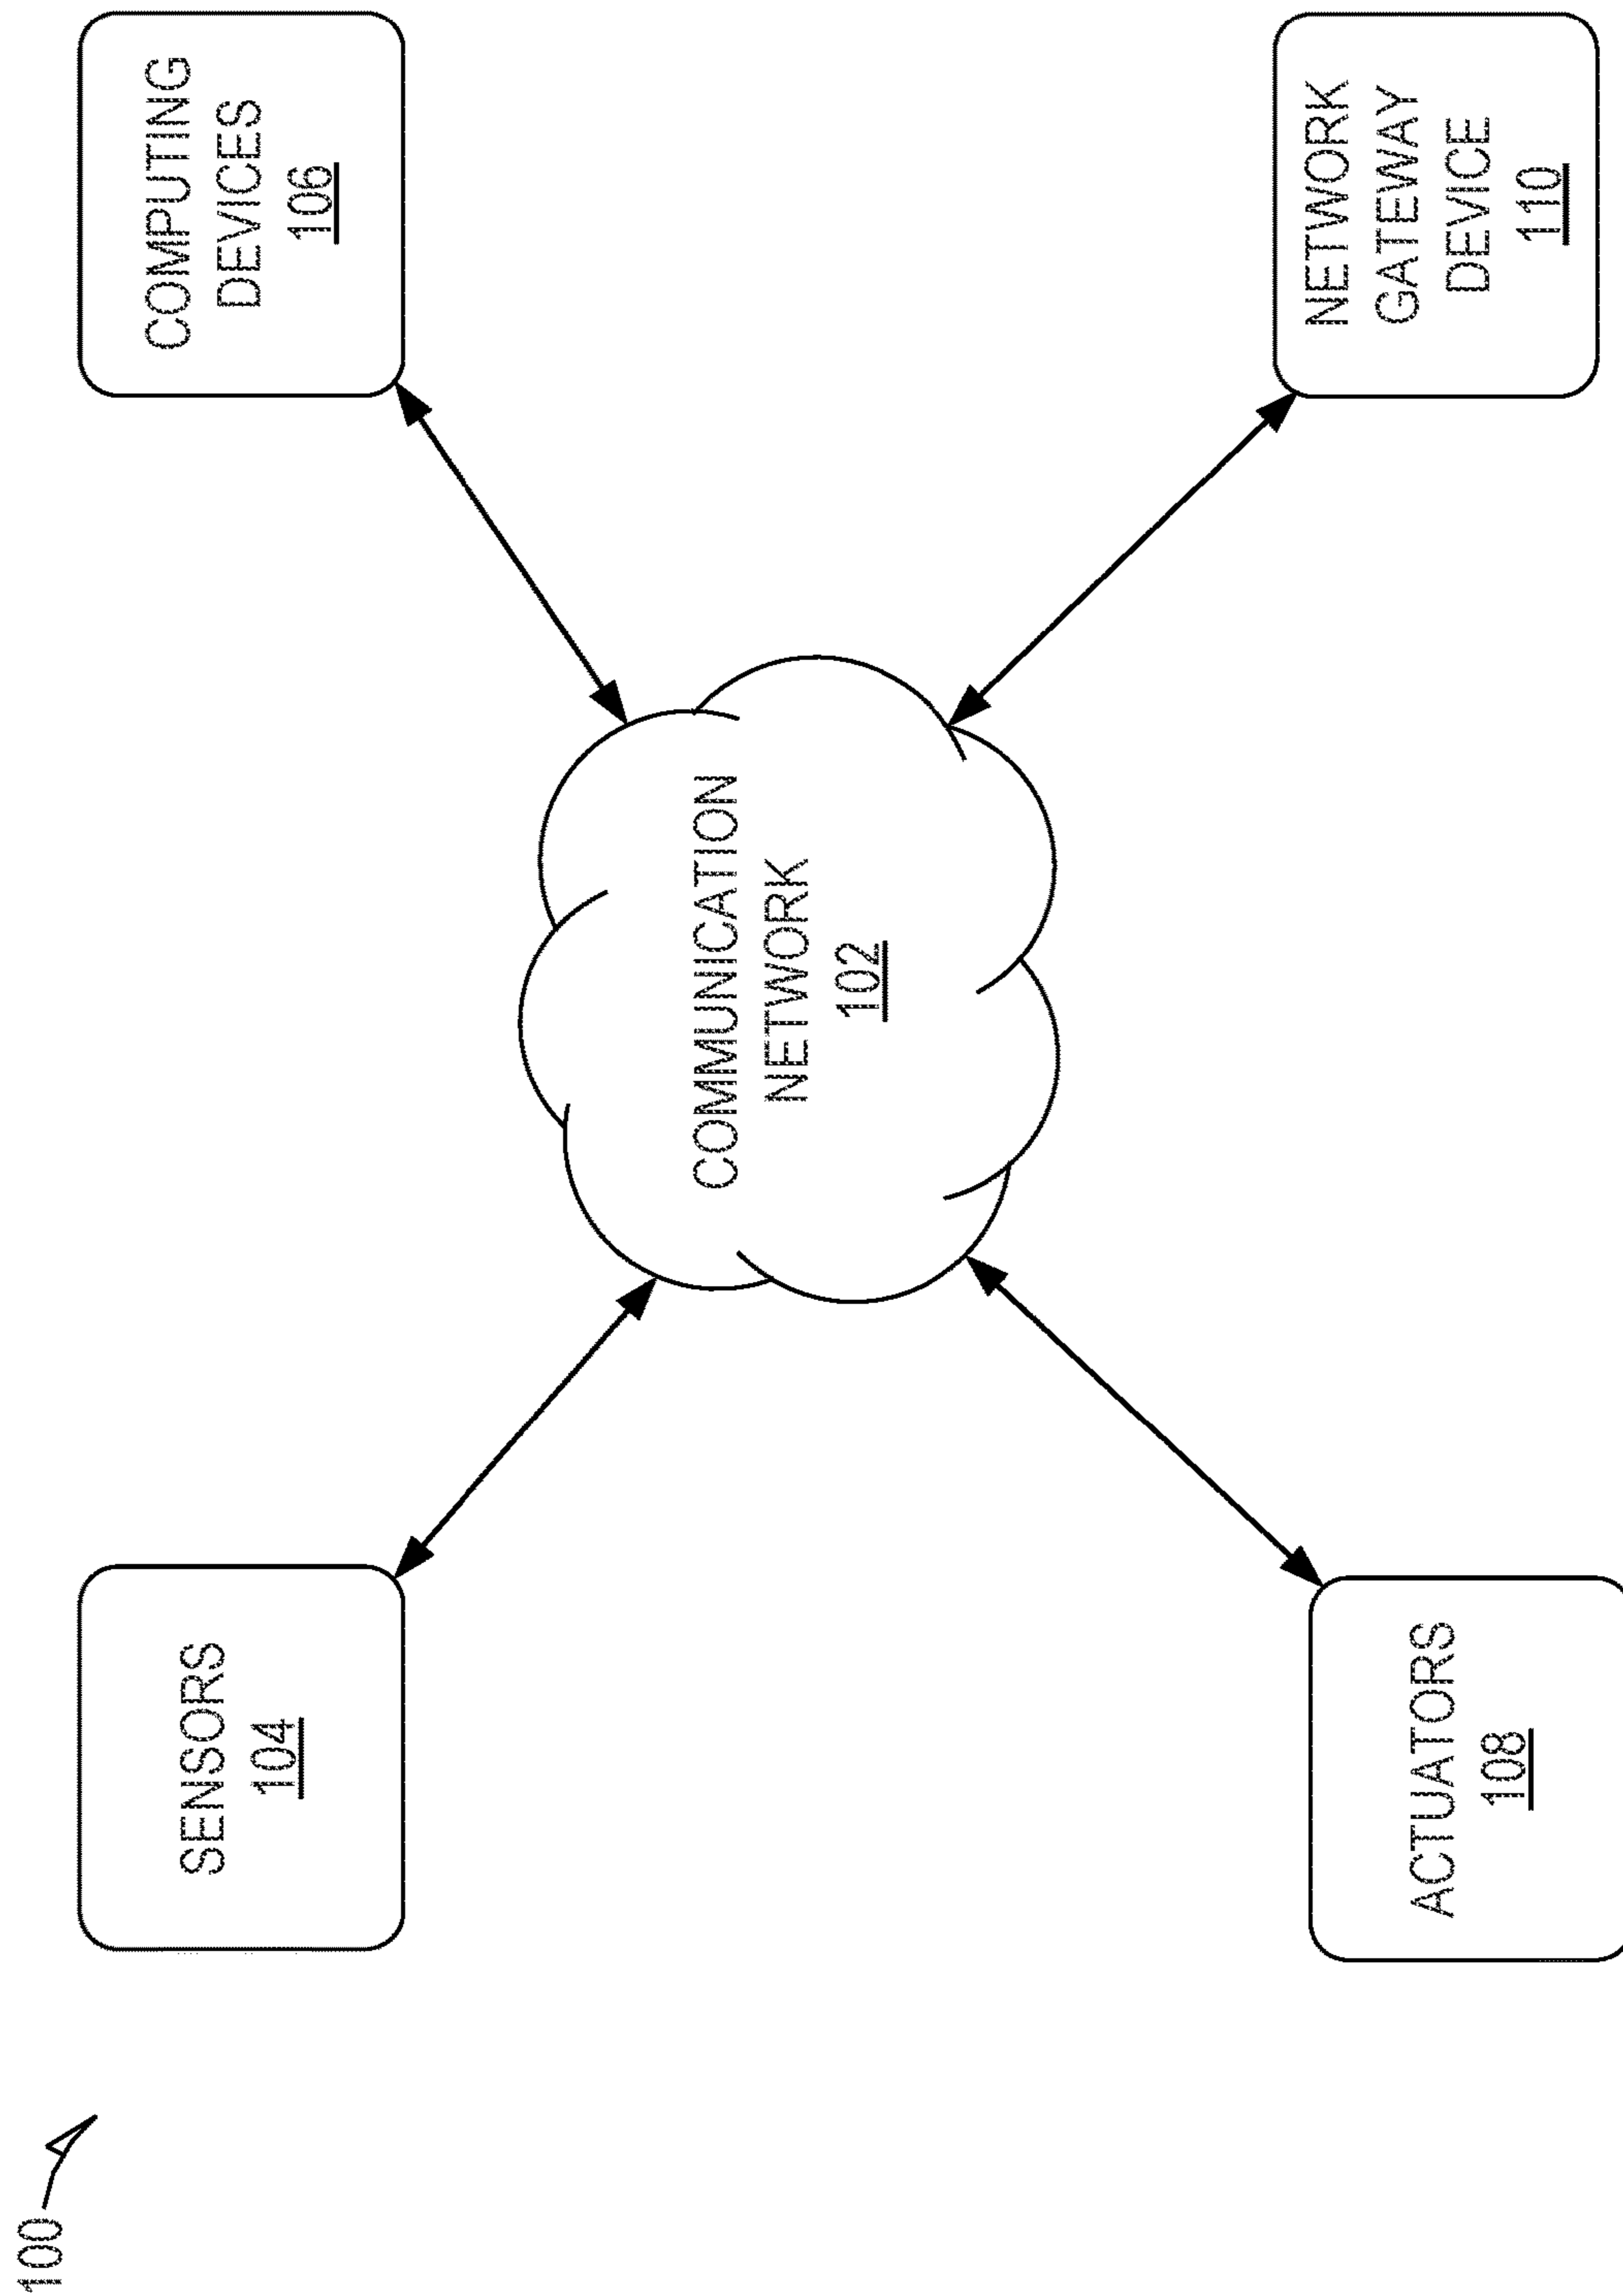 100
SENSORS
104
COMPUTING
DEVICES
106
COMMUNICATION
NETWORK
102
ACTUATORS
108
NETWORK
GATEWAY
DEVICE
110